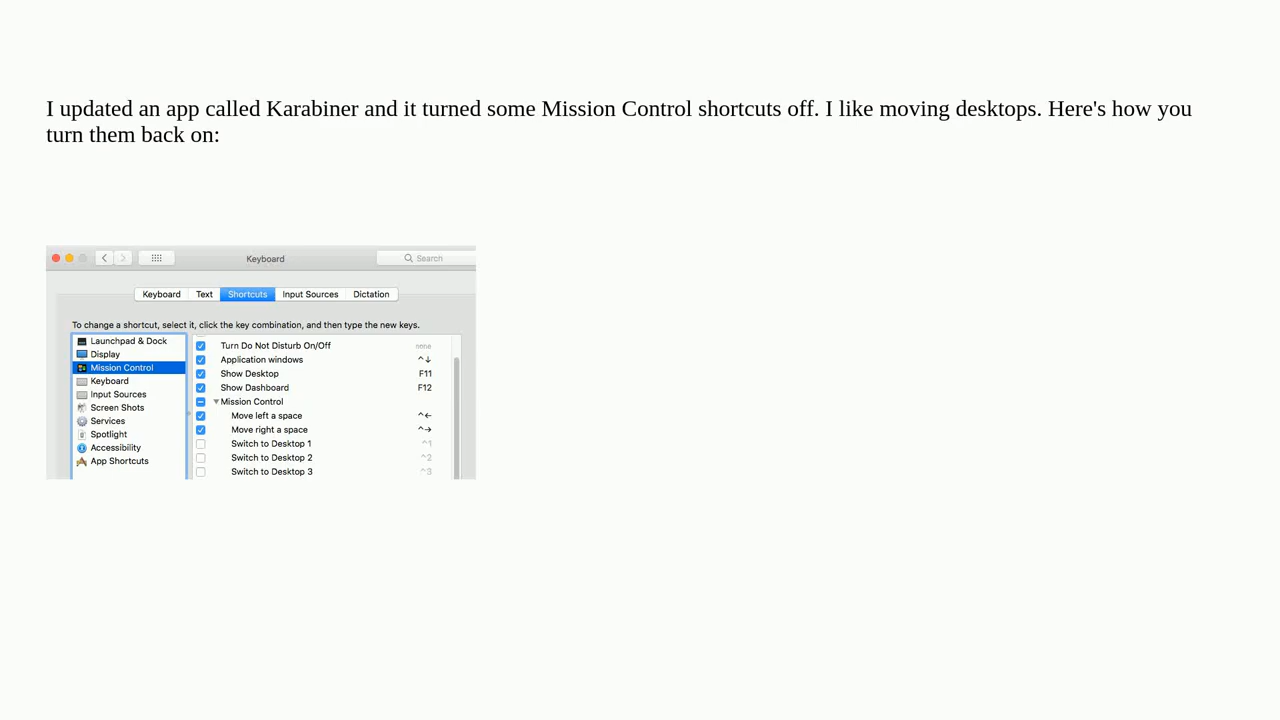 I updated an app called Karabiner and it turned some Mission Control shortcuts off. I like moving desktops. Here's how you
turn them back on:
Keyboard
Search
Keyboard Text Shortcuts Input Sources Dictation
To change a shortcut, select it, click the key combination, and then type the new keys.
Launchpad & Dock
Display
Mission Control
Keyboard
Input Sources
Screen Shots
Services
Spotlight
Accessibility
App Shortcuts
Turn Do Not Disturb On/Off none
Application windows ^↓
Show Desktop F11
Show Dashboard F12
Mission Control
Move left a space ^←
Move right a space ^→
Switch to Desktop 1 ^1
Switch to Desktop 2 ^2
Switch to Desktop 3 ^3